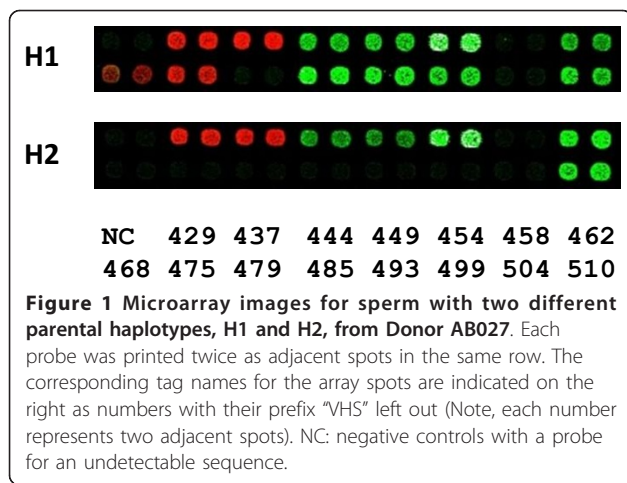 H1
H2
NC 429 437 444 449 454 458 462
468 475 479 485 493 499 504 510
Figure 1 Microarray images for sperm with two different
parental haplotypes, H1 and H2, from Donor AB027. Each
probe was printed twice as adjacent spots in the same row. The
corresponding tag names for the array spots are indicated on the
right as numbers with their prefix “VHS” left out (Note, each number
represents two adjacent spots). NC: negative controls with a probe
for an undetectable sequence.